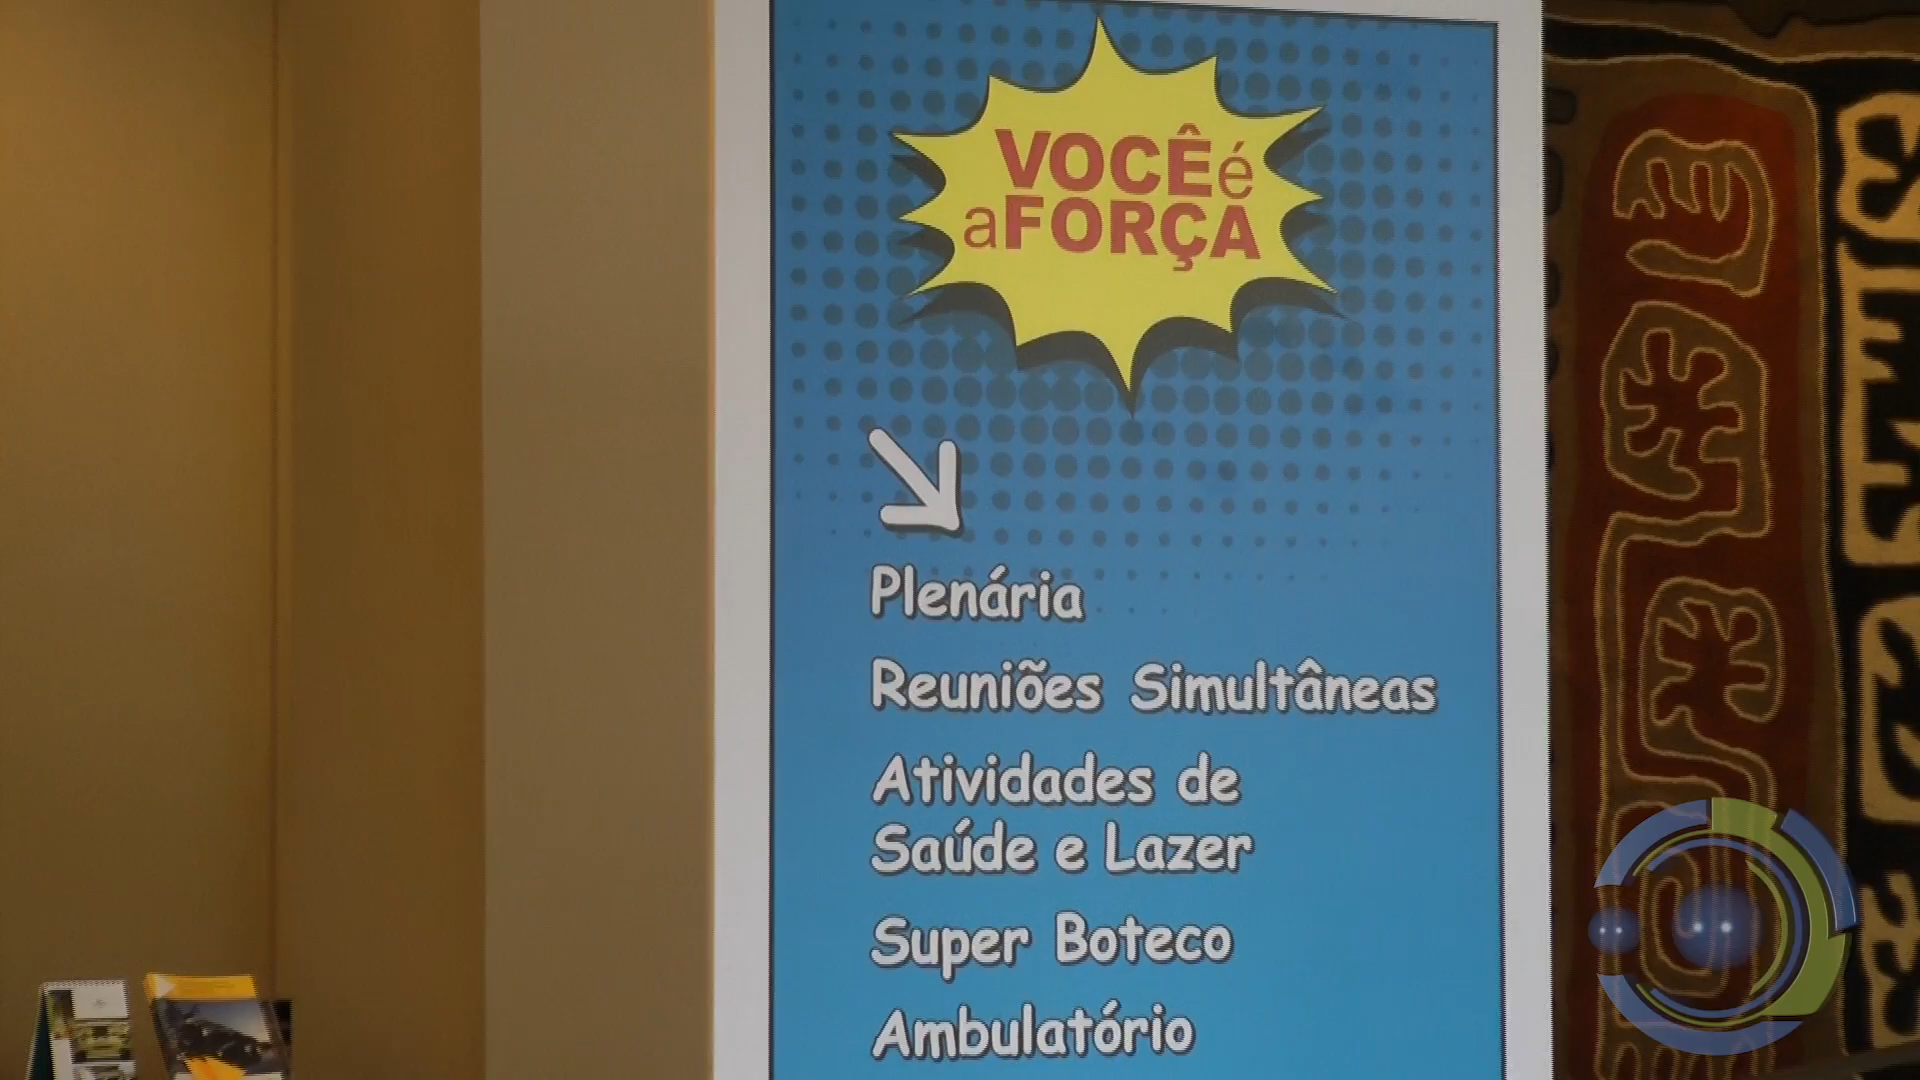 VOCÊ é
a FORÇA
Plenária
Reuniões Simultâneas
Atividades de
Saúde e Lazer
Super Boteco
Ambulatório